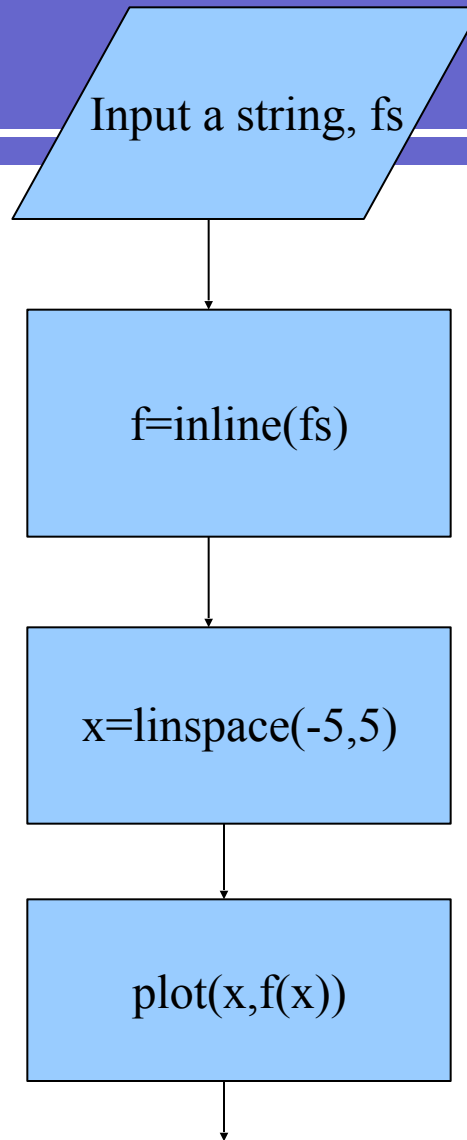 Input a string, fs
f=inline(fs)
x=linspace(-5,5)
plot(x,f(x))